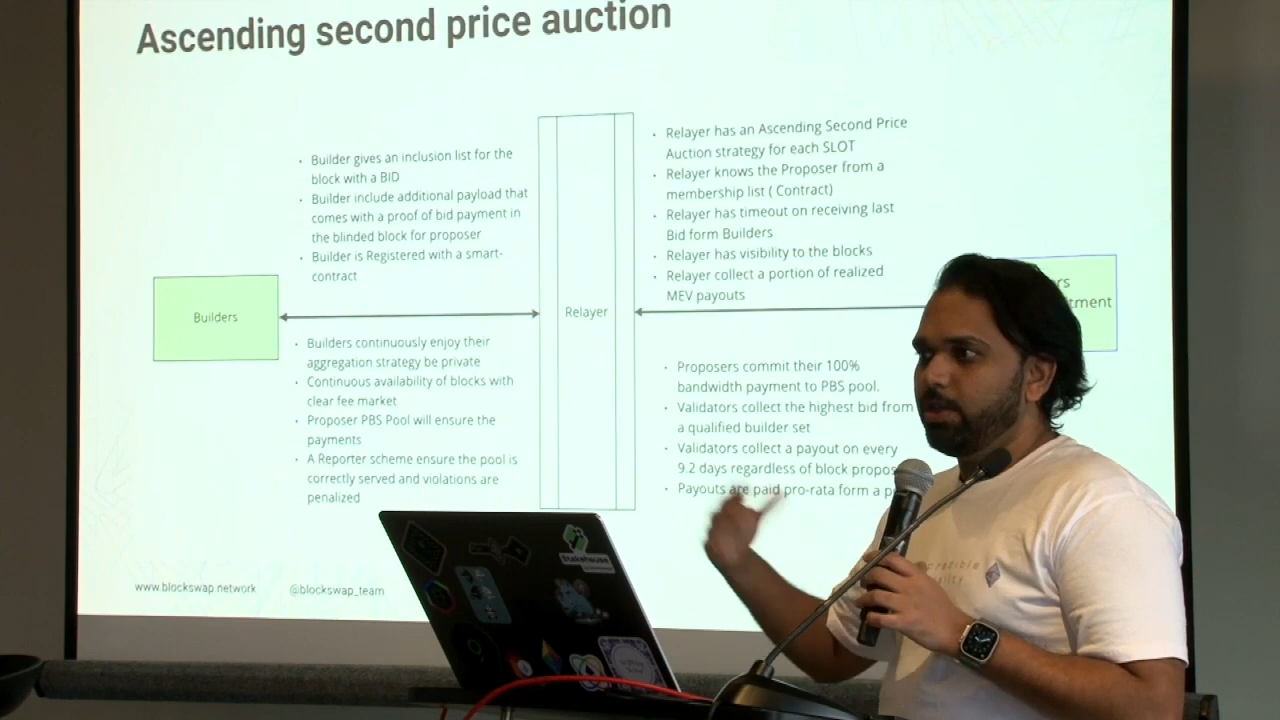 Ascending second price auction
Builder gives an inclusion list for the
block with a BID
Builder include additional payload that
comes with a proof of bid payment in
the blinded block for proposer
Builder is Registered with a smart-
contract
Builders
Builders continuously enjoy their
aggregation strategy be private
Continuous availability of blocks with
clear fee market
Proposer PBS Pool will ensure the
payments
A Reporter scheme ensure the pool is
correctly served and violations are
penalized
Relayer
Relayer has an Ascending Second Price
Auction strategy for each SLOT
Relayer knows the Proposer from a
membership list ( Contract)
Relayer has timeout on receiving last
Bid form Builders
Relayer has visibility to the blocks
Relayer collect a portion of realized
MEV payouts
Proposers commit their 100%
bandwidth payment to PBS pool.
Validators collect the highest bid from
a qualified builder set
Validators collect a payout on every
9.2 days regardless of block propos
Payouts are paid pro-rata form a p
rs
tment
www.blockswap.network @blockswap_team
Stakehouse